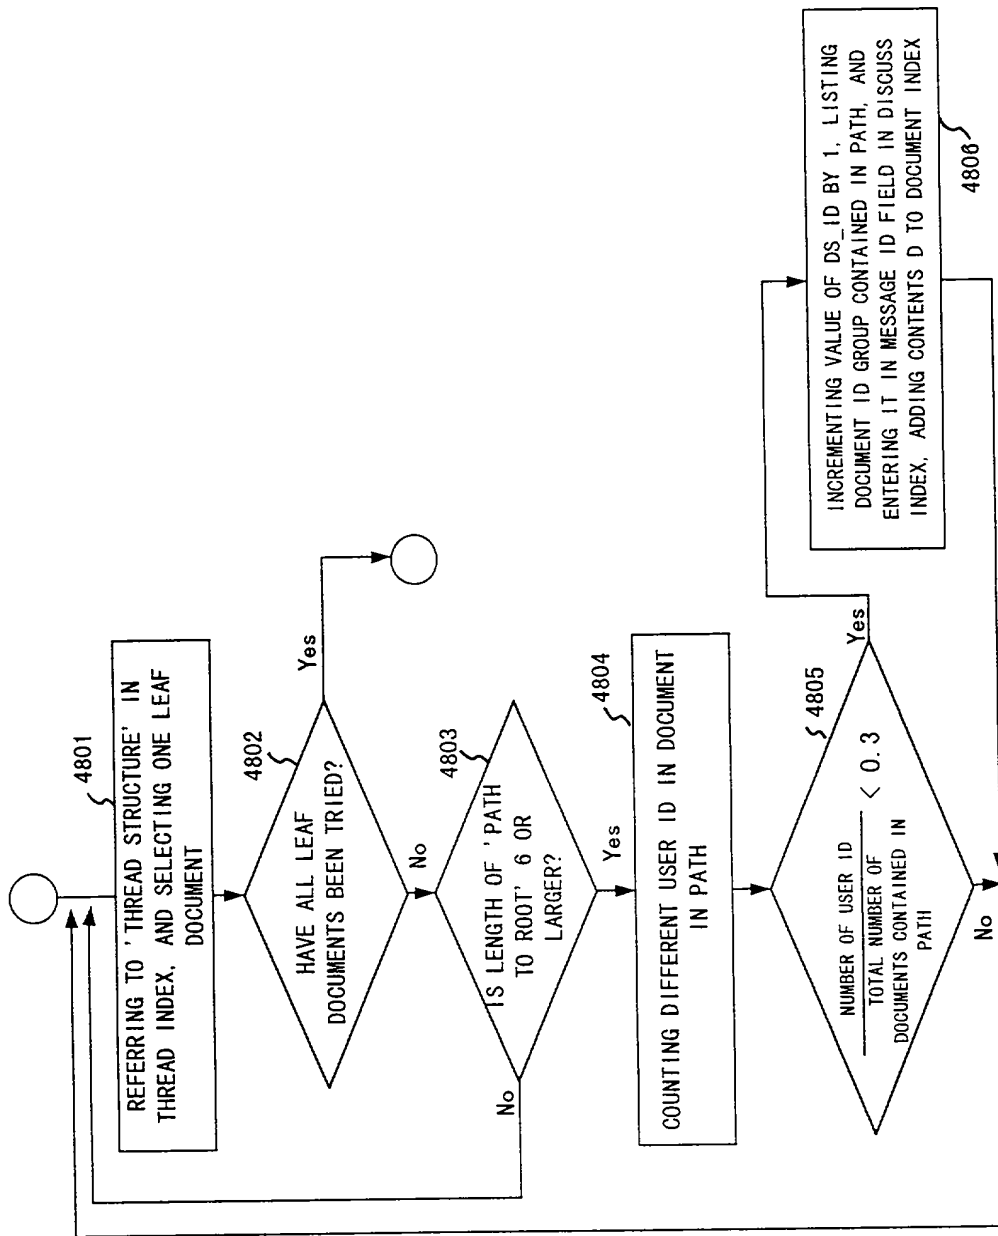 4801
REFERRING TO 'THREAD STRUCTURE' IN
THREAD INDEX, AND SELECTING ONE LEAF
DOCUMENT
4802
HAVE ALL LEAF
DOCUMENTS BEEN TRIED?
Yes
No
4803
IS LENGTH OF 'PATH
TO ROOT' 6 OR
LARGER?
No
Yes
4804
COUNTING DIFFERENT USER ID IN DOCUMENT
IN PATH
4805
NUMBER OF USER ID
TOTAL NUMBER OF
DOCUMENTS CONTAINED IN
PATH
< 0.3
Yes
No
INCREMENTING VALUE OF DS_ID BY 1, LISTING
DOCUMENT ID GROUP CONTAINED IN PATH, AND
ENTERING IT IN MESSAGE ID FIELD IN DISCUSS
INDEX, ADDING CONTENTS D TO DOCUMENT INDEX
4806